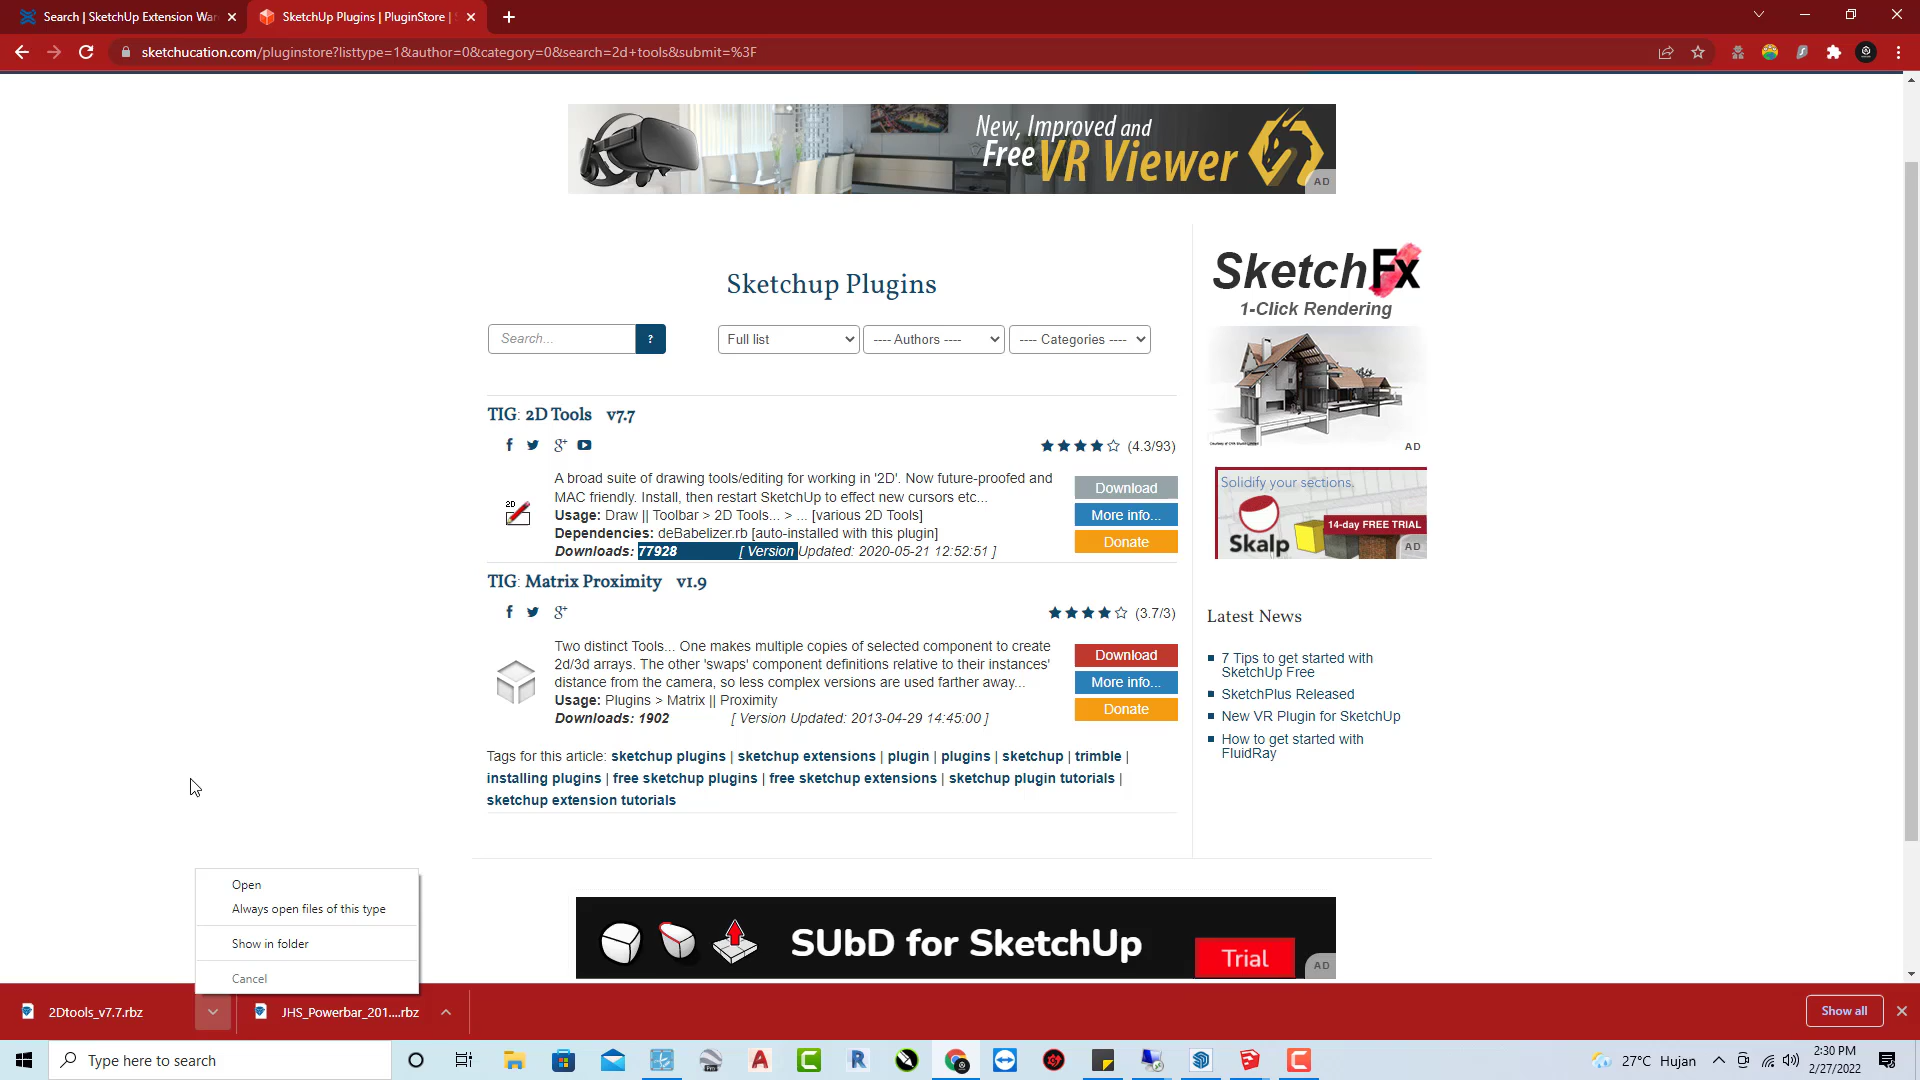 Search | SketchUp Extension War
SketchUp Plugins | PluginStore | S
sketchucation.com/pluginstore?listtype=1&author=0&category=0&search=2d+tools&submit=%3F
New, Improved and
Free VR Viewer
AD
Sketchup Plugins
Search...
?
Full list
---- Authors ----
---- Categories ----
TIG: 2D Tools v7.7
(4.3/93)
A broad suite of drawing tools/editing for working in '2D'. Now future-proofed and
MAC friendly. Install, then restart SketchUp to effect new cursors etc...
Usage: Draw || Toolbar > 2D Tools... > ... [various 2D Tools]
Dependencies: deBabelizer.rb [auto-installed with this plugin]
Downloads: 77928 [ Version Updated: 2020-05-21 12:52:51 ]
2D
Download
More info...
Donate
TIG: Matrix Proximity v1.9
(3.7/3)
Two distinct Tools... One makes multiple copies of selected component to create
2d/3d arrays. The other 'swaps' component definitions relative to their instances'
distance from the camera, so less complex versions are used farther away...
Usage: Plugins > Matrix || Proximity
Downloads: 1902 [ Version Updated: 2013-04-29 14:45:00 ]
Download
More info...
Donate
Tags for this article: sketchup plugins | sketchup extensions | plugin | plugins | sketchup | trimble |
installing plugins | free sketchup plugins | free sketchup extensions | sketchup plugin tutorials |
sketchup extension tutorials
SketchFx
1-Click Rendering
AD
Solidify your sections.
14-day FREE TRIAL
Skalp
AD
Latest News
7 Tips to get started with
SketchUp Free
SketchPlus Released
New VR Plugin for SketchUp
How to get started with
FluidRay
SUbD for SketchUp
Trial
AD
Open
Always open files of this type
Show in folder
Cancel
2Dtools_v7.7.rbz
JHS_Powerbar_201....rbz
Show all
Type here to search
27°C Hujan
2:30 PM
2/27/2022